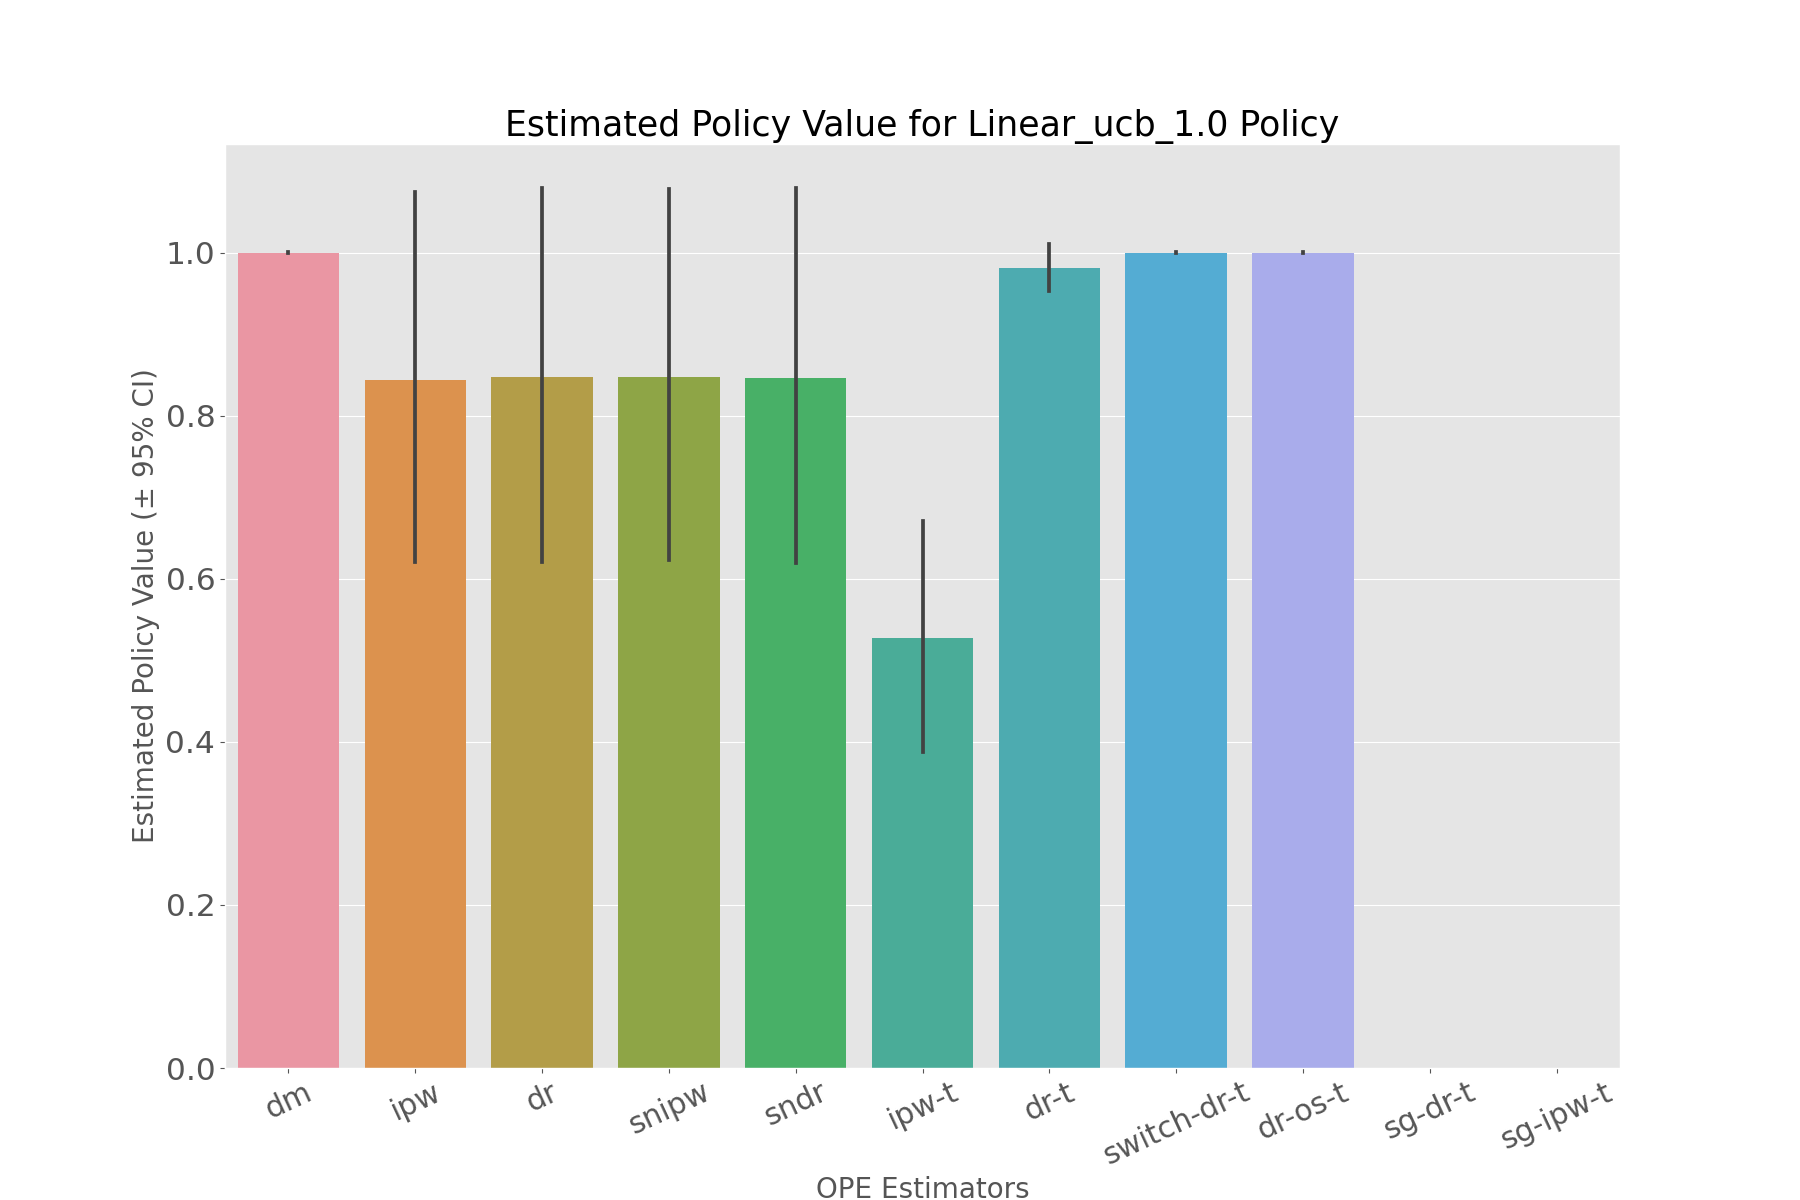 Estimated Policy Value for Linear_ucb_1.0 Policy
Estimated Policy Value (± 95% CI)
1.0
0.8
0.6
0.4
0.2
0.0
dm
ipw
dr
snipw
sndr
ipw-t
dr-t
switch-dr-t
dr-os-t
sg-dr-t
sg-ipw-t
OPE Estimators